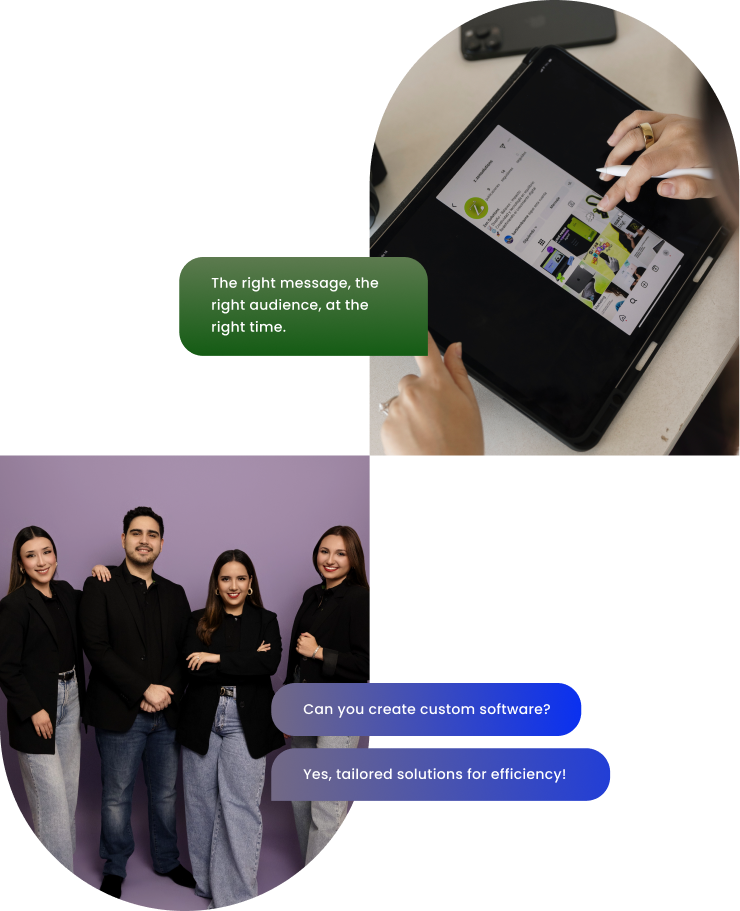 The right message, the
right audience, at the
right time.
Can you create custom software?
Yes, tailored solutions for efficiency!